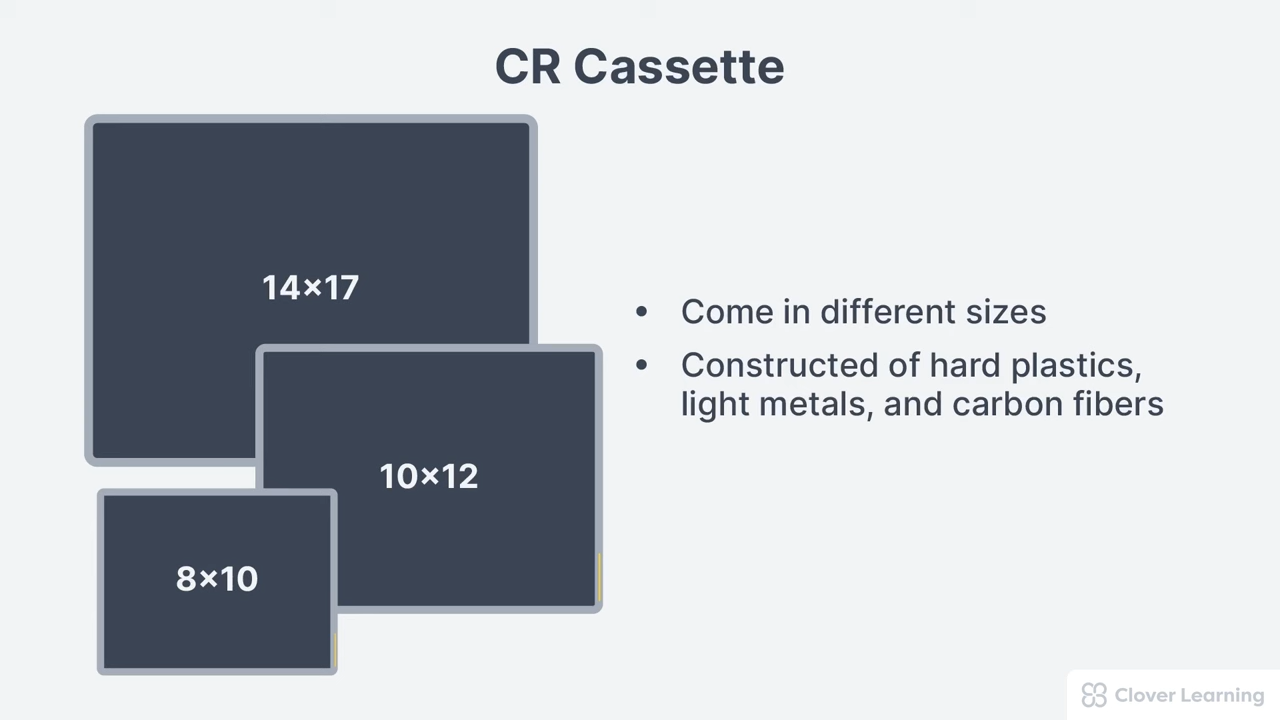 CR Cassette
14×17
10×12
8×10
• Come in different sizes
• Constructed of hard plastics,
light metals, and carbon fibers
Clover Learning